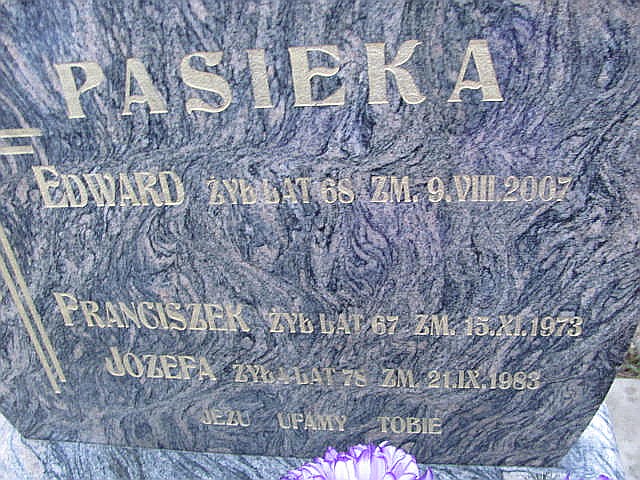 PASIEKA
EDWARD ŻYŁ LAT 68 ZM. 9.VIII.2007
FRANCISZEK ŻYŁ LAT 67 ZM. 15.XI.1973
JÓZEFA ŻYŁA LAT 78 ZM. 21.IX.1983
JEZU UFAMY TOBIE